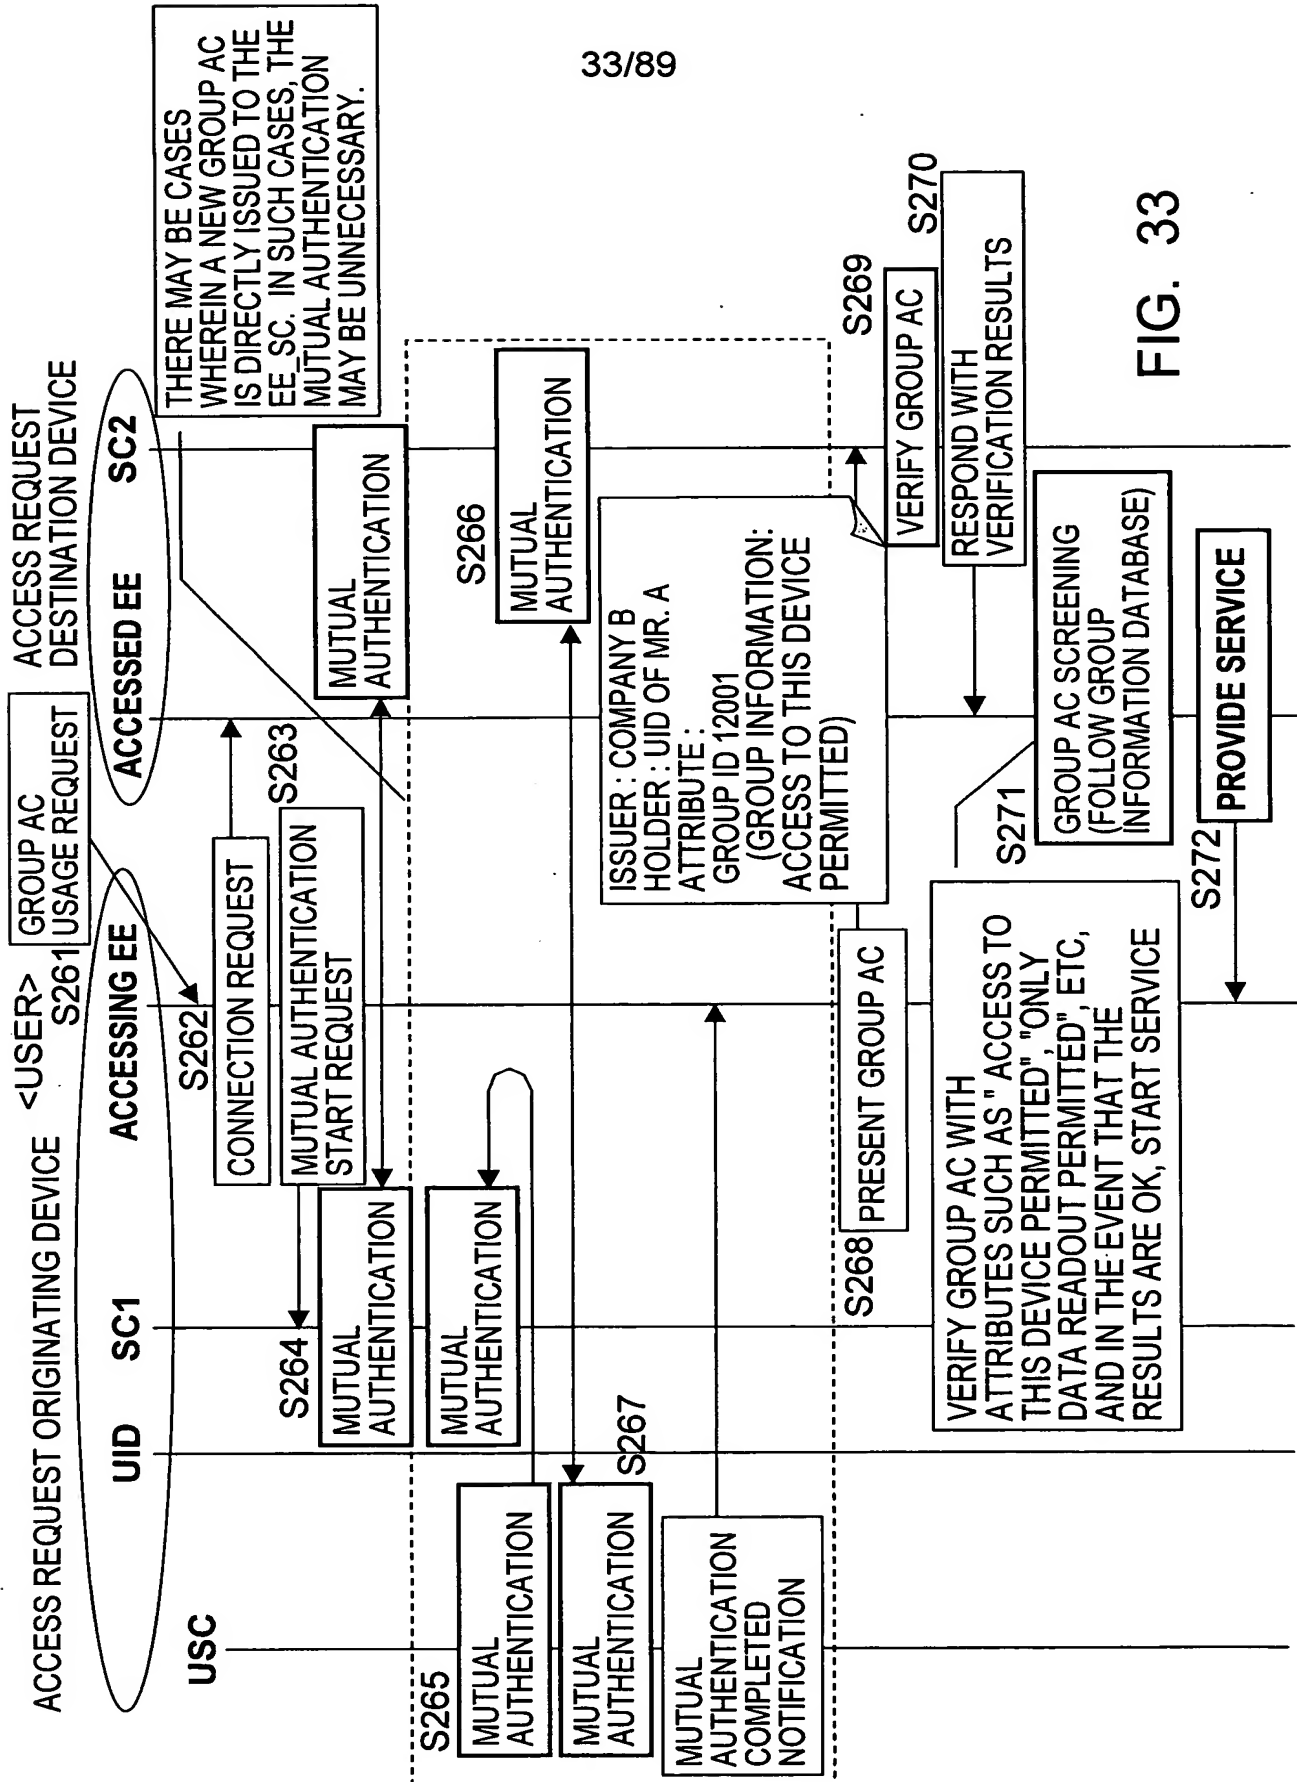 33/89
ACCESS REQUEST ORIGINATING DEVICE
<USER>
S261
GROUP AC
USAGE REQUEST
ACCESS REQUEST
DESTINATION DEVICE
USC
UID
SC1
ACCESSING EE
ACCESSED EE
SC2
THERE MAY BE CASES
WHEREIN A NEW GROUP AC
IS DIRECTLY ISSUED TO THE
EE_SC. IN SUCH CASES, THE
MUTUAL AUTHENTICATION
MAY BE UNNECESSARY.
S262
CONNECTION REQUEST
S263
MUTUAL AUTHENTICATION
START REQUEST
S264
MUTUAL
AUTHENTICATION
MUTUAL
AUTHENTICATION
S265
MUTUAL
AUTHENTICATION
MUTUAL
AUTHENTICATION
S266
MUTUAL
AUTHENTICATION
MUTUAL
AUTHENTICATION
S267
MUTUAL
AUTHENTICATION
COMPLETED
NOTIFICATION
ISSUER : COMPANY B
HOLDER : UID OF MR. A
ATTRIBUTE :
GROUP ID 12001
(GROUP INFORMATION:
ACCESS TO THIS DEVICE
PERMITTED)
S268
PRESENT GROUP AC
S269
VERIFY GROUP AC
S270
RESPOND WITH
VERIFICATION RESULTS
VERIFY GROUP AC WITH
ATTRIBUTES SUCH AS" ACCESS TO
THIS DEVICE PERMITTED", "ONLY
DATA READOUT PERMITTED", ETC,
AND IN THE EVENT THAT THE
RESULTS ARE OK, START SERVICE
S271
GROUP AC SCREENING
(FOLLOW GROUP
INFORMATION DATABASE)
S272
PROVIDE SERVICE
FIG. 33